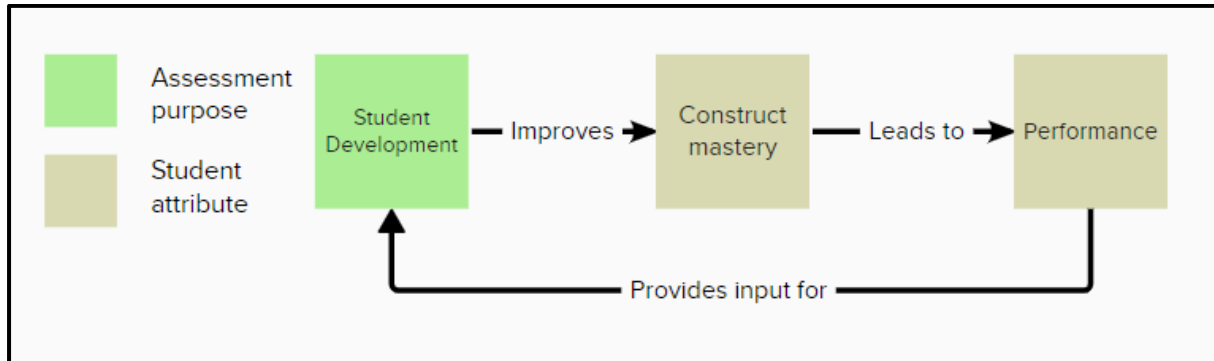 Assessment
purpose
Student
attribute
Student
Development
Improves
Construct
mastery
Leads to
Performance
Provides input for